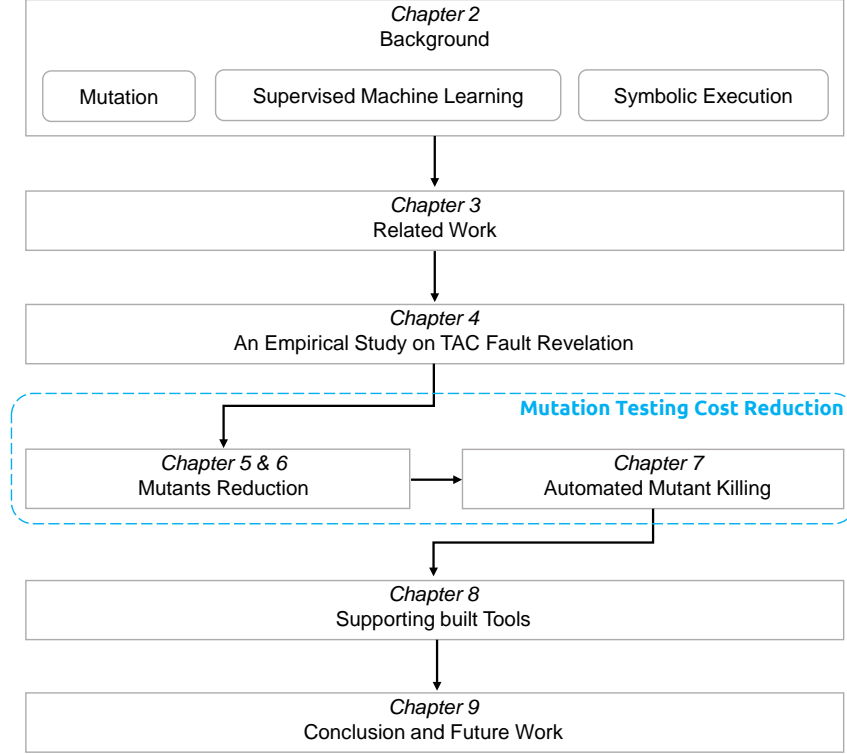 Chapter 2
Background
Mutation
Supervised Machine Learning
Symbolic Execution
Chapter 3
Related Work
Chapter 4
An Empirical Study on TAC Fault Revelation
Mutation Testing Cost Reduction
Chapter 5 & 6
Mutants Reduction
Chapter 7
Automated Mutant Killing
Chapter 8
Supporting built Tools
Chapter 9
Conclusion and Future Work